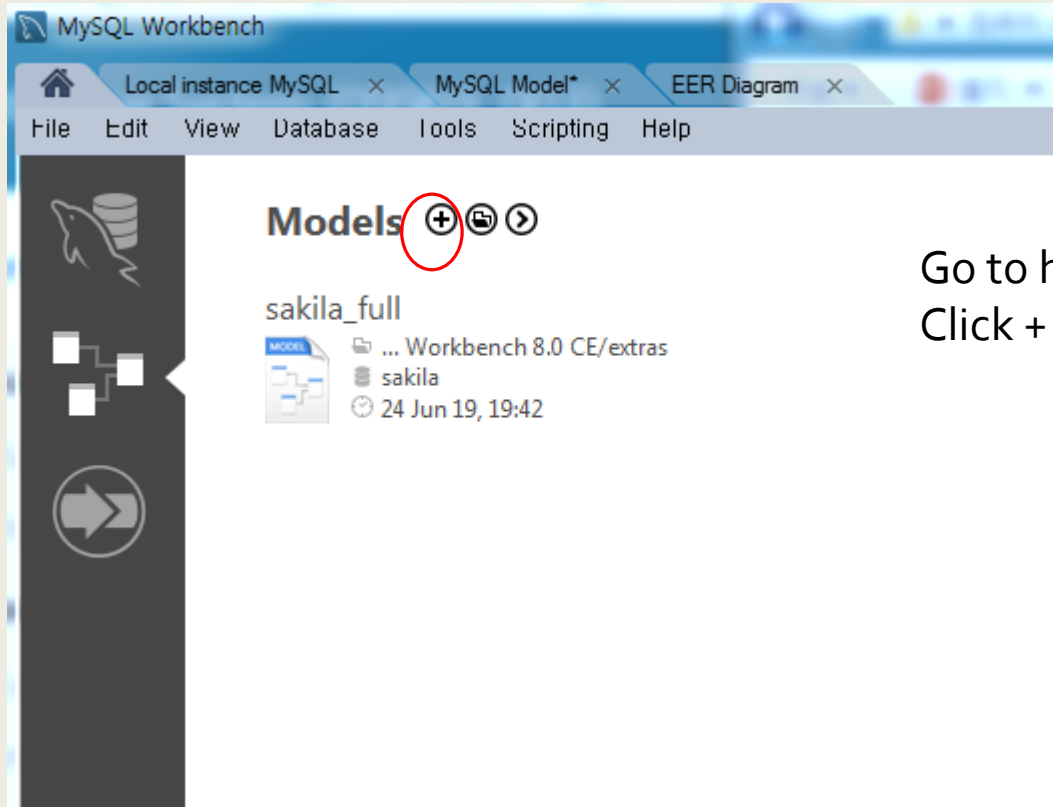 MySQL Workbench
Local instance MySQL × MySQL Model* × EER Diagram ×
File Edit View Database Tools Scripting Help
Models
sakila_full
MODEL
... Workbench 8.0 CE/extras
sakila
24 Jun 19, 19:42
Go to
Click +